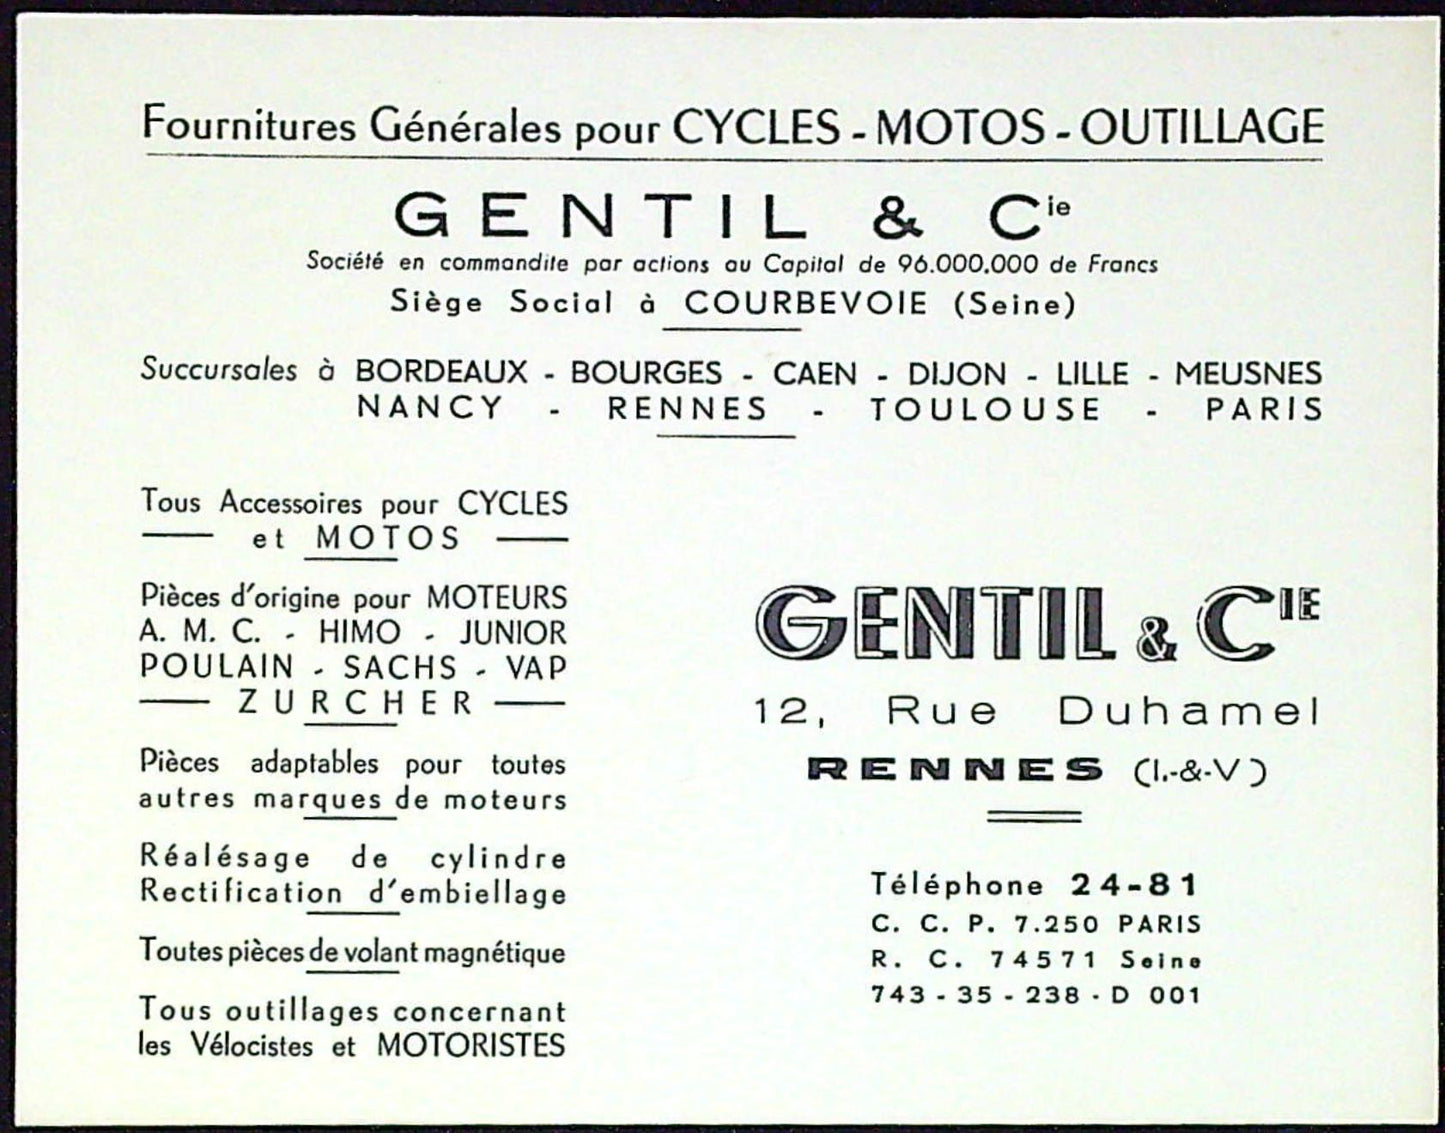 Fournitures Générales pour CYCLES - MOTOS - OUTILLAGE
GENTIL & Cie
Société en commandite par actions au Capital de 96.000.000 de Francs
Siège Social à COURBEVOIE (Seine)
Succursales à BORDEAUX - BOURGES - CAEN - DIJON - LILLE - MEUSNES
NANCY - RENNES - TOULOUSE - PARIS
Tous Accessoires pour CYCLES
et MOTOS
Pièces d'origine pour MOTEURS
A. M. C. - HIMO - JUNIOR
POULAIN - SACHS - VAP
ZURCHER
Pièces adaptables pour toutes
autres marques de moteurs
Réalésage de cylindre
Rectification d'embiellage
Toutes pièces de volant magnétique
Tous outillages concernant
les Vélocistes et MOTORISTES
GENTIL & CIE
12, Rue Duhamel
RENNES (I.-&-V)
Téléphone 24-81
C. C. P. 7.250 PARIS
R. C. 74571 Seine
743 - 35 - 238 - D 001